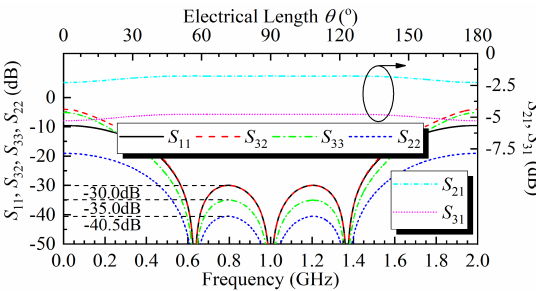 Electrical Length θ (º)
0 30 60 90 120 150 180
0
-10
-20
-30
-40
-50
S11, S32, S33, S22 (dB)
0
-2.5
-5
-7.5
S21, S31 (dB)
S11 S32 S33 S22
S21
S31
-30.0dB
-35.0dB
-40.5dB
0.0 0.2 0.4 0.6 0.8 1.0 1.2 1.4 1.6 1.8 2.0
Frequency (GHz)